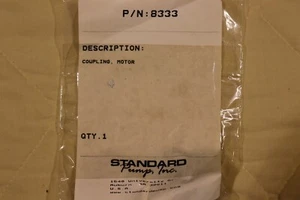 P/N:8333
DESCRIPTION:
COUPLING, MOTOR
QTY.1
STANDARD
Pump, Inc.
U.S.A.